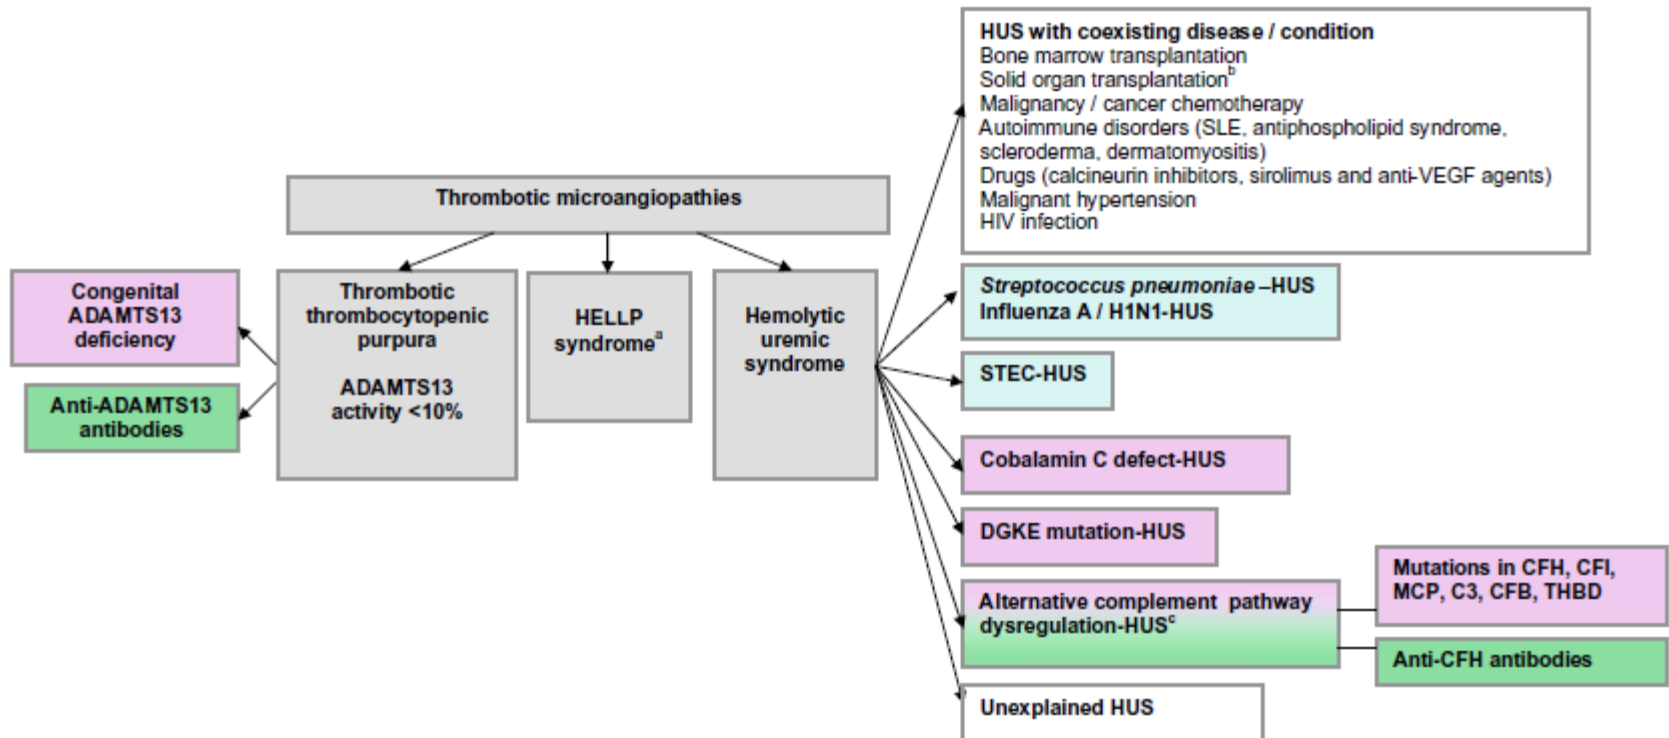 HUS with coexisting disease / condition
Bone marrow transplantation
Solid organ transplantationb
Malignancy / cancer chemotherapy
Autoimmune disorders (SLE, antiphospholipid syndrome,
scleroderma, dermatomyositis)
Drugs (calcineurin inhibitors, sirolimus and anti-VEGF agents)
Malignant hypertension
HIV infection
Thrombotic microangiopathies
Congenital
ADAMTS13
deficiency
Anti-ADAMTS13
antibodies
Thrombotic
thrombocytopenic
purpura
ADAMTS13
activity <10%
HELLP
syndromea
Hemolytic
uremic
syndrome
Streptococcus pneumoniae –HUS
Influenza A / H1N1-HUS
STEC-HUS
Cobalamin C defect-HUS
DGKE mutation-HUS
Alternative complement pathway
dysregulation-HUSc
Mutations in CFH, CFI,
MCP, C3, CFB, THBD
Anti-CFH antibodies
Unexplained HUS